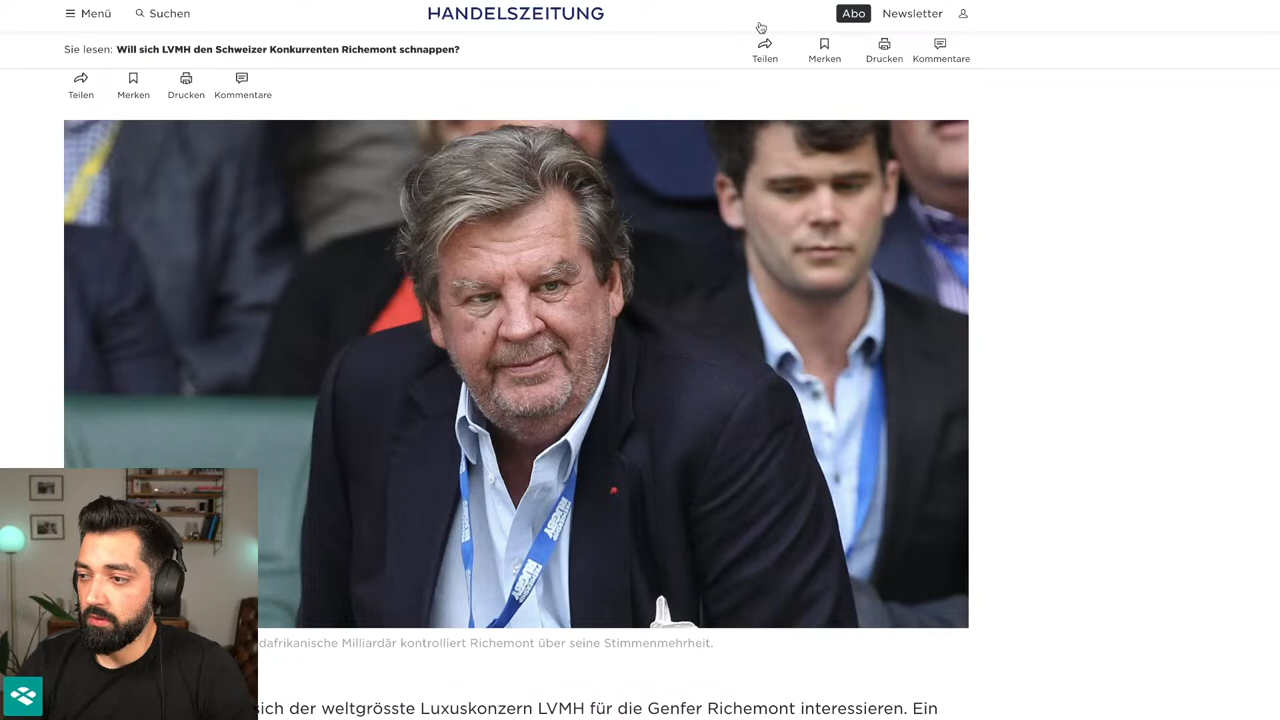 Menü
Suchen
HANDELSZEITUNG
Abo
Newsletter
Sie lesen: Will sich LVMH den Schweizer Konkurrenten Richemont schnappen?
Teilen
Merken
Drucken
Kommentare
Teilen
Merken
Drucken
Kommentare
RUGBY
RUGBY
dafrikanische Milliardär kontrolliert Richemont über seine Stimmenmehrheit.
sich der weltgrösste Luxuskonzern LVMH für die Genfer Richemont interessieren. Ein